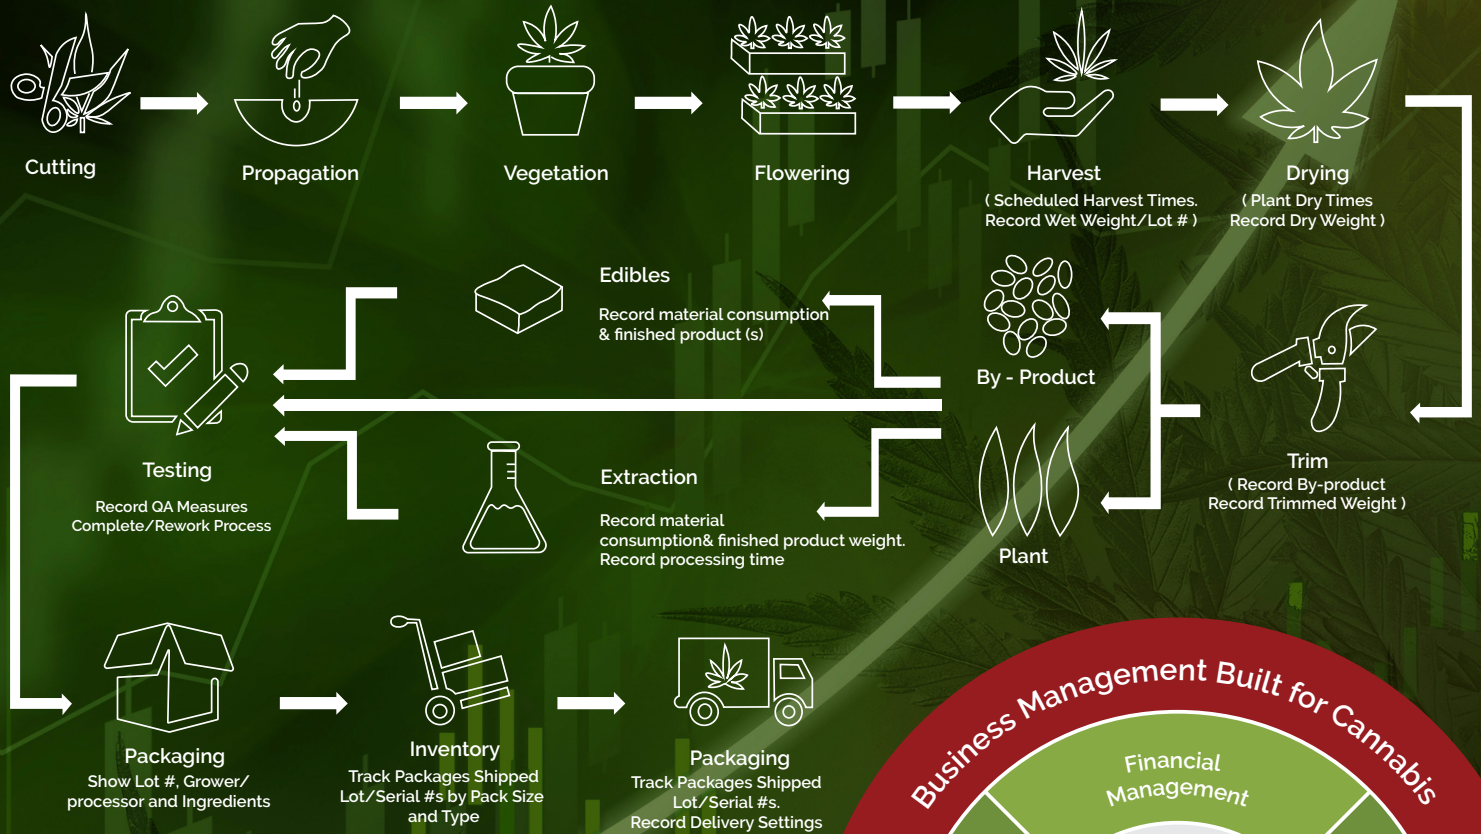 Cutting
Propagation
Vegetation
Flowering
Harvest
( Scheduled Harvest Times.
Record Wet Weight/Lot # )
Drying
( Plant Dry Times
Record Dry Weight )
Edibles
Record material consumption
& finished product (s)
By - Product
Trim
( Record By-product
Record Trimmed Weight )
Testing
Record QA Measures
Complete/Rework Process
Extraction
Record material
consumption& finished product weight.
Record processing time
Plant
Packaging
Show Lot #, Grower/
processor and Ingredients
Inventory
Track Packages Shipped
Lot/Serial #s by Pack Size
and Type
Packaging
Track Packages Shipped
Lot/Serial #s.
Record Delivery Settings
Business Management Built for Cannabis
Financial
Management